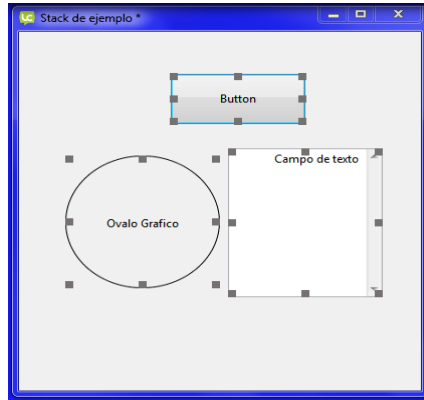 Stack de ejemplo *
Button
Campo de texto
Ovalo Grafico